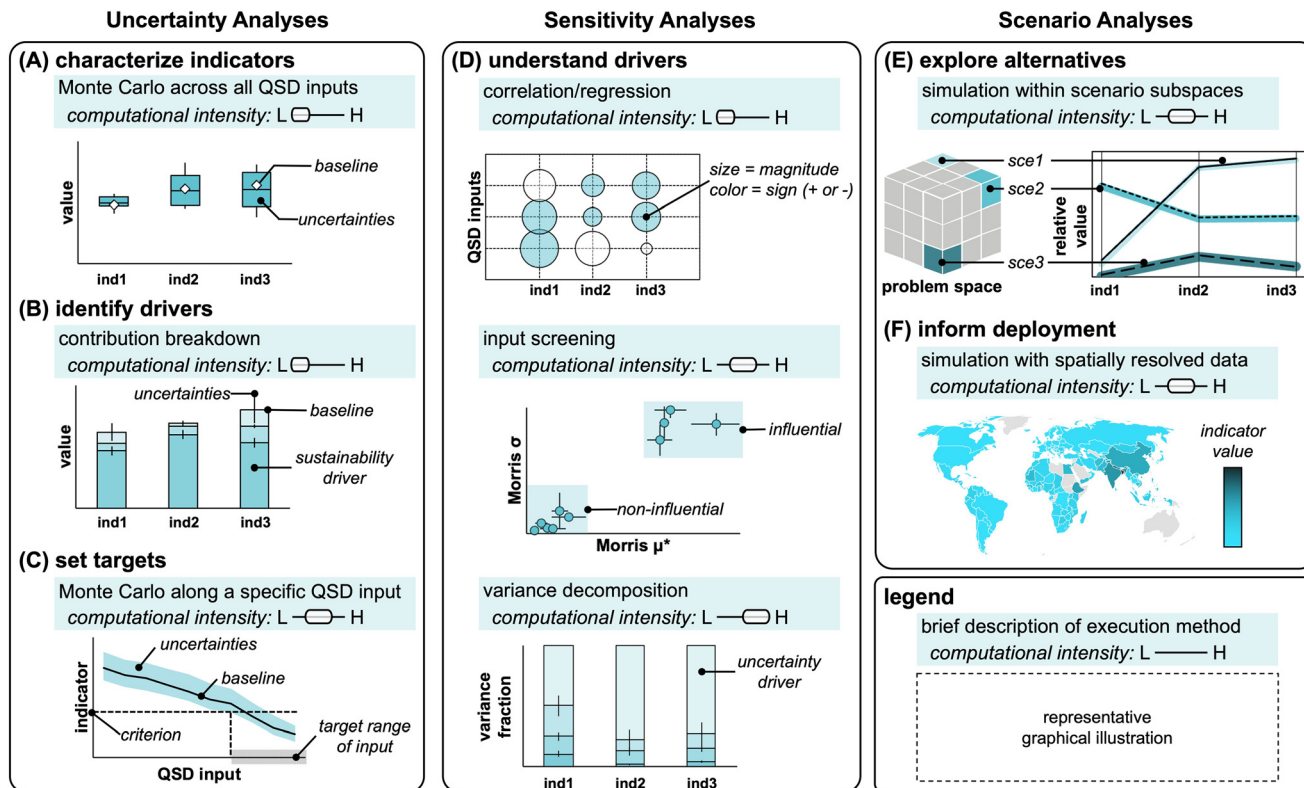 Uncertainty Analyses
(A) characterize indicators
Monte Carlo across all QSD inputs
computational intensity: L H
value
baseline
uncertainties
ind1 ind2 ind3
(B) identify drivers
contribution breakdown
computational intensity: L H
value
uncertainties
baseline
sustainability
driver
ind1 ind2 ind3
(C) set targets
Monte Carlo along a specific QSD input
computational intensity: L H
indicator
uncertainties
baseline
criterion
target range
of input
QSD input
Sensitivity Analyses
(D) understand drivers
correlation/regression
computational intensity: L H
QSD inputs
size = magnitude
color = sign (+ or -)
ind1 ind2 ind3
input screening
computational intensity: L H
Morris σ
influential
non-influential
Morris μ*
variance decomposition
computational intensity: L H
variance
fraction
uncertainty
driver
ind1 ind2 ind3
Scenario Analyses
(E) explore alternatives
simulation within scenario subspaces
computational intensity: L H
sce1
sce2
sce3
problem space
relative
value
ind1 ind2 ind3
(F) inform deployment
simulation with spatially resolved data
computational intensity: L H
indicator
value
legend
brief description of execution method
computational intensity: L H
representative
graphical illustration